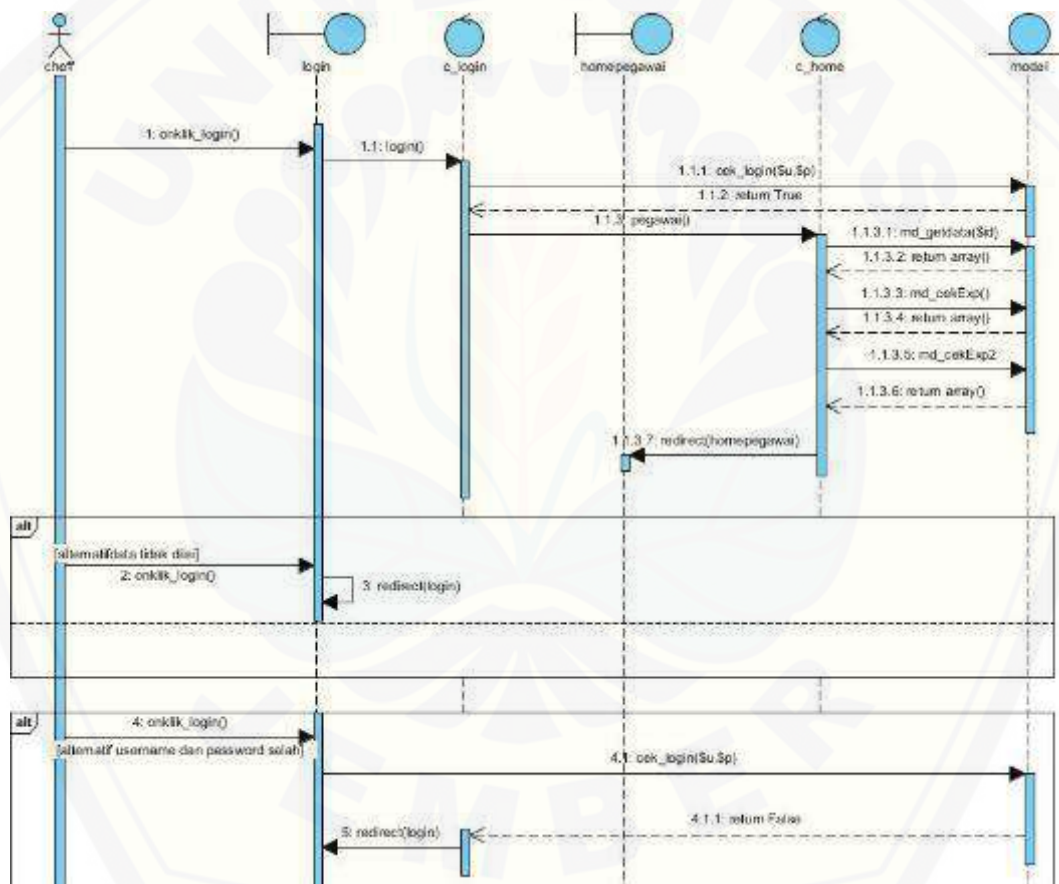 cheff
login
c_login
homepegawai
c_home
model
1: onklik_login()
1.1: login()
1.1.1: cek_login($u,$p)
1.1.2: return True
1.1.3: pegawai()
1.1.3.1: md_getdata($id)
1.1.3.2: return array()
1.1.3.3: md_cekExp()
1.1.3.4: return array()
1.1.3.5: md_cekExp2
1.1.3.6: return array()
1.1.3.7: redirect(homepegawai)
alt
[alternatifdata tidak diisi]
2: onklik_login()
3: redirect(login)
alt
4: onklik_login()
[alternatif username dan password salah]
4.1: cek_login($u,$p)
4.1.1: return False
5: redirect(login)
UNIVERSITAS
JEMBER